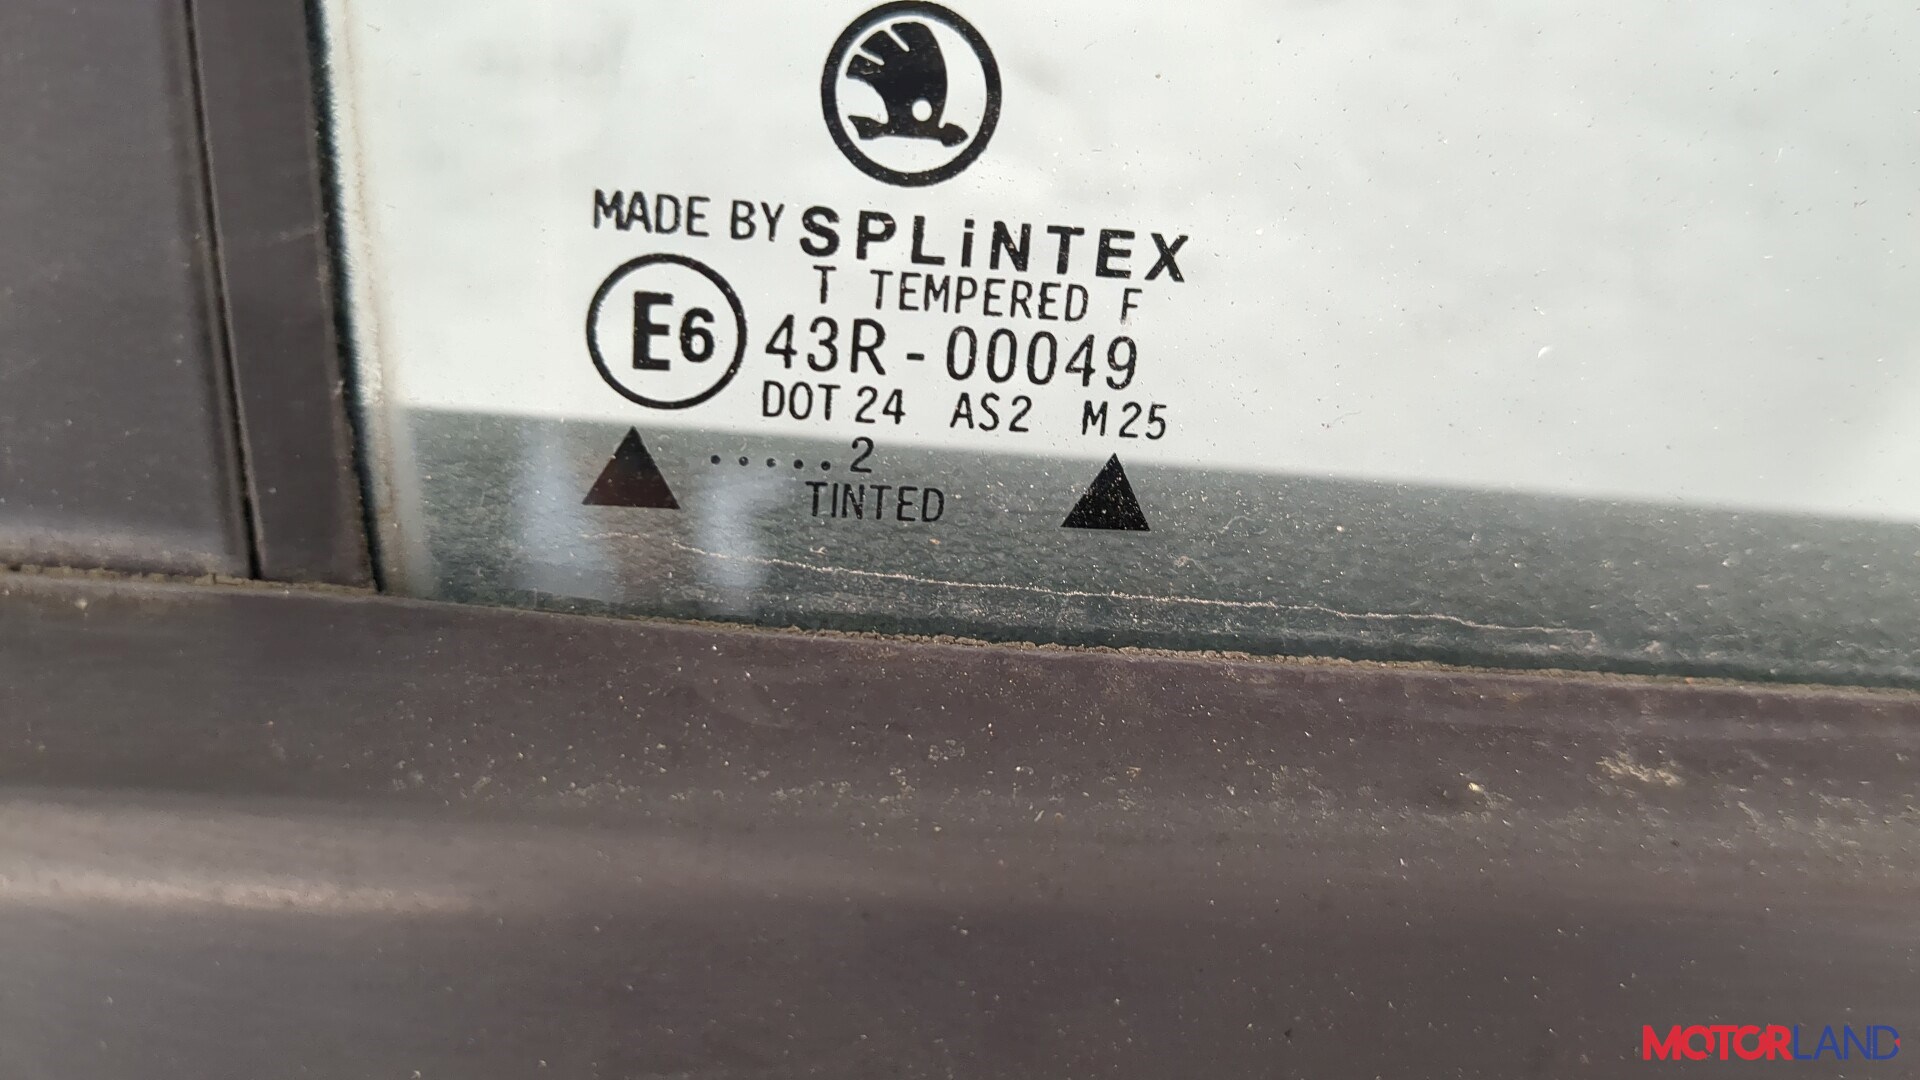 MADE BY SPLiNTEX
T TEMPERED F
E6 43R-00049
DOT 24 AS2 M25
.....2
TINTED
MOTORLAND